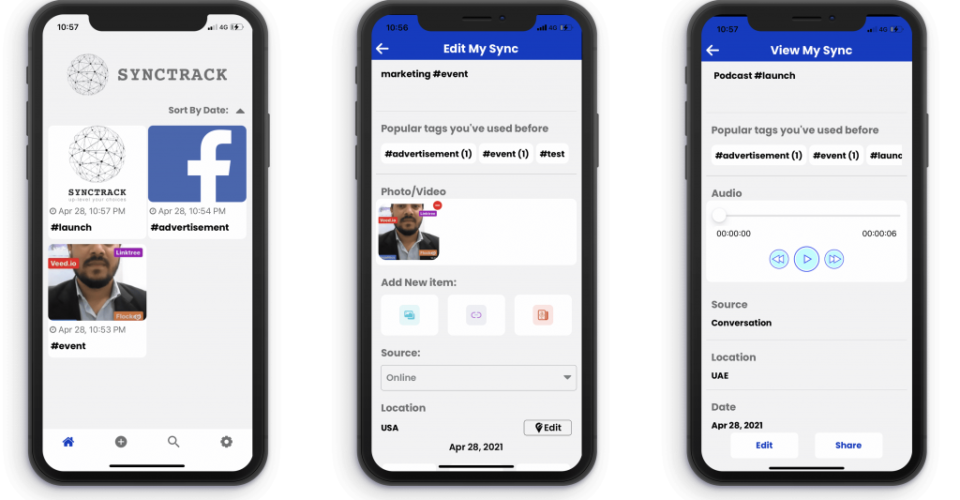 10:57
4G
SYNCTRACK
Sort By Date:
SYNCTRACK
up-level your choices
f
Apr 28, 10:57 PM
#launch
Apr 28, 10:54 PM
#advertisement
Linktree
Veed.io
Flock
Apr 28, 10:53 PM
#event
10:56
4G
Edit My Sync
marketing #event
Popular tags you've used before
#advertisement (1)
#event (1)
#test
Photo/Video
Linktree
Veed.io
Flock
Add New item:
Source:
Online
Location
USA
Edit
Apr 28, 2021
10:57
4G
View My Sync
Podcast #launch
Popular tags you've used before
#advertisement (1)
#event (1)
#launc
Audio
00:00:00
00:00:06
Source
Conversation
Location
UAE
Date
Apr 28, 2021
Edit
Share